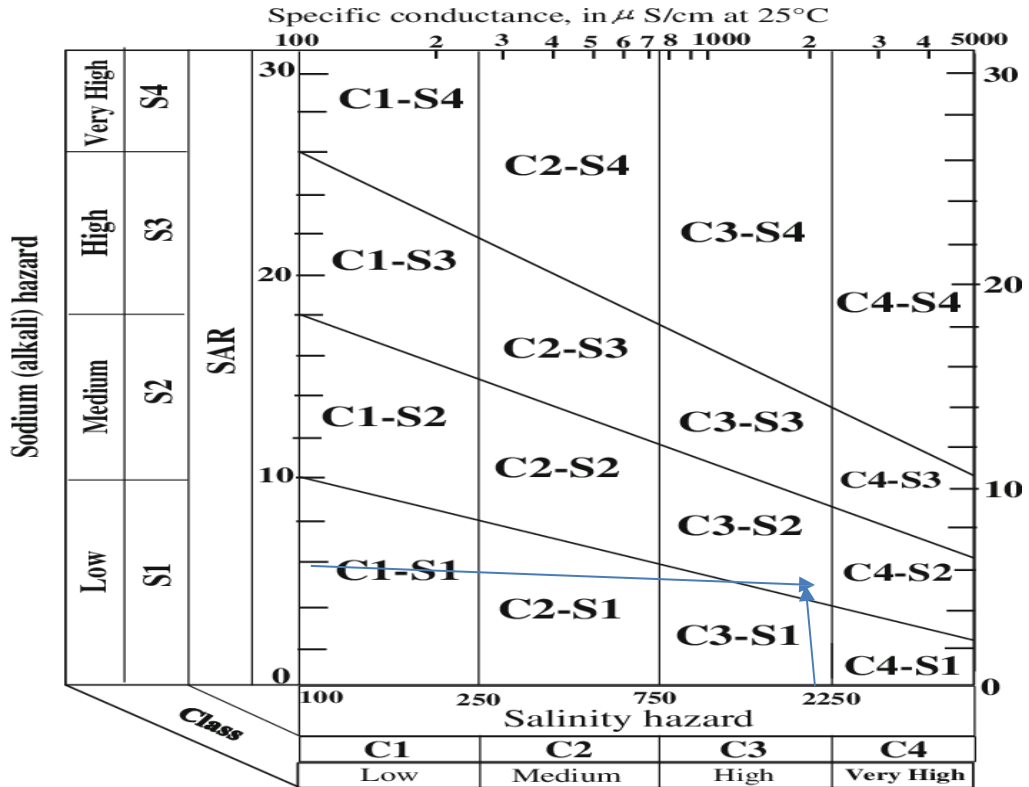 Specific conductance, in μ S/cm at 25°C
100 2 3 4 5 6 7 8 1000 2 3 4 5000
Sodium (alkali) hazard
Very High
High
Medium
Low
S4
S3
S2
S1
SAR
30
20
10
0
C1-S4
C2-S4
C3-S4
C4-S4
C1-S3
C2-S3
C3-S3
C4-S3
C1-S2
C2-S2
C3-S2
C4-S2
C1-S1
C2-S1
C3-S1
C4-S1
30
20
10
0
100 250 750 2250
Salinity hazard
Class
C1 C2 C3 C4
Low Medium High Very High